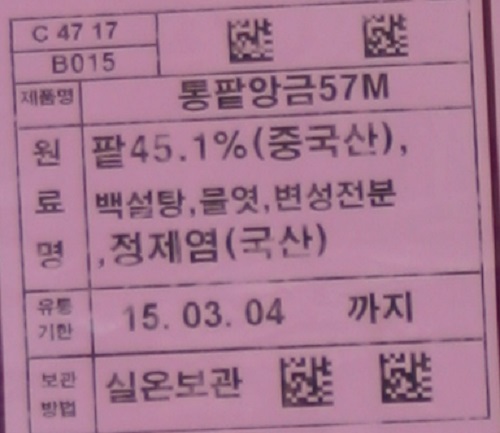 C 47 17
B015
제품명 통팥앙금57M
원료명 팥45.1%(중국산),
백설탕,물엿,변성전분
,정제염(국산)
유통기한 15. 03. 04 까지
보관방법 실온보관